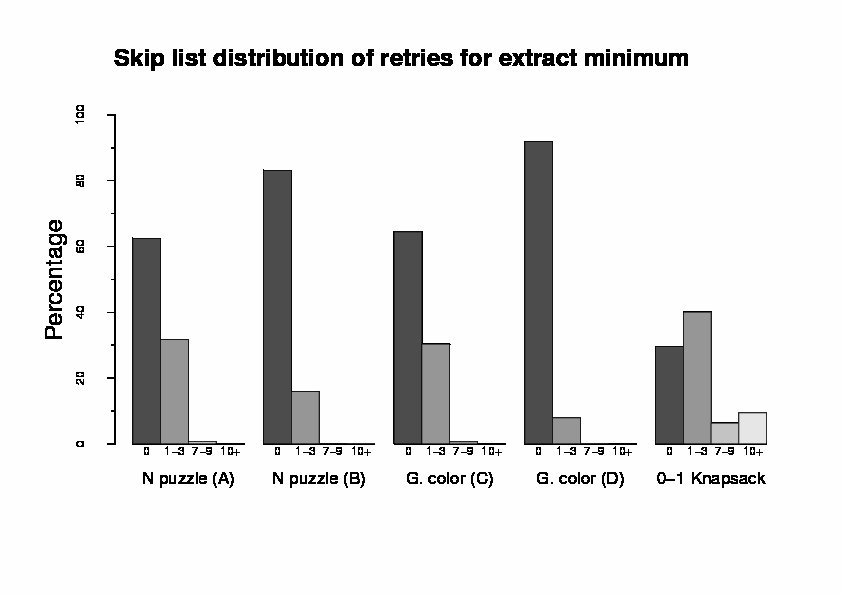 Skip list distribution of retries for extract minimum
Percentage
100
80
60
40
20
0
0 1−3 7−9 10+ 0 1−3 7−9 10+ 0 1−3 7−9 10+ 0 1−3 7−9 10+ 0 1−3 7−9 10+
N puzzle (A) N puzzle (B) G. color (C) G. color (D) 0−1 Knapsack